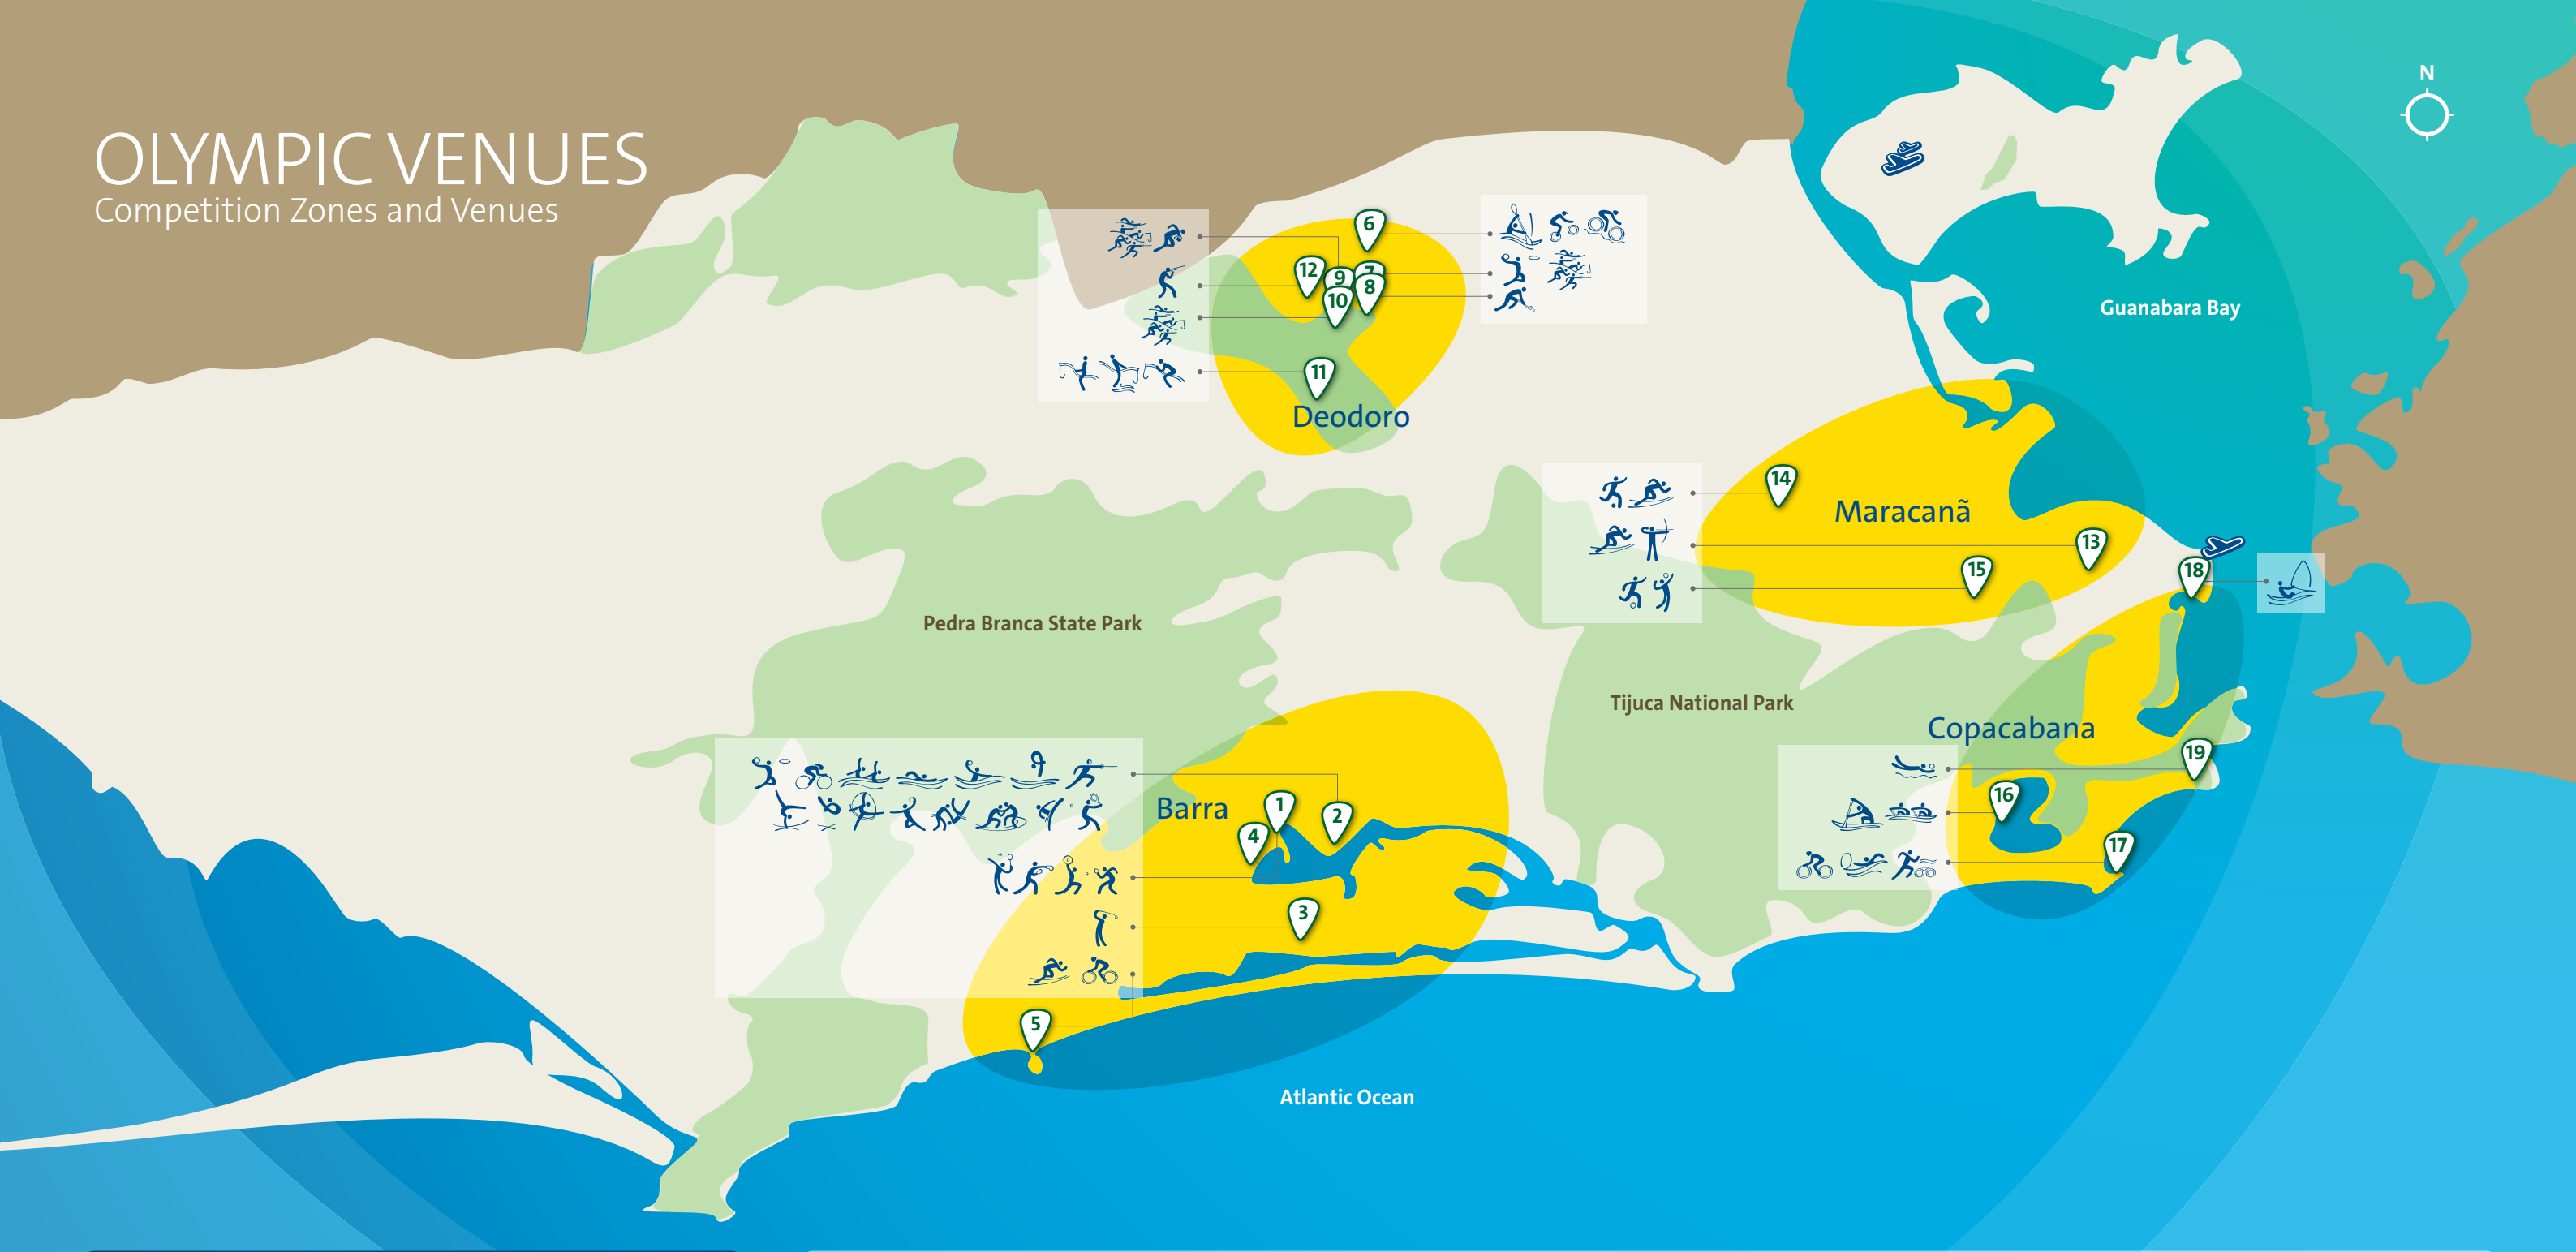 OLYMPIC VENUES
Competition Zones and Venues
N
6
12
7
9
8
10
11
Deodoro
Guanabara Bay
14
Maracanã
13
15
18
Pedra Branca State Park
Tijuca National Park
Copacabana
19
16
17
Barra
1
2
4
3
5
Atlantic Ocean